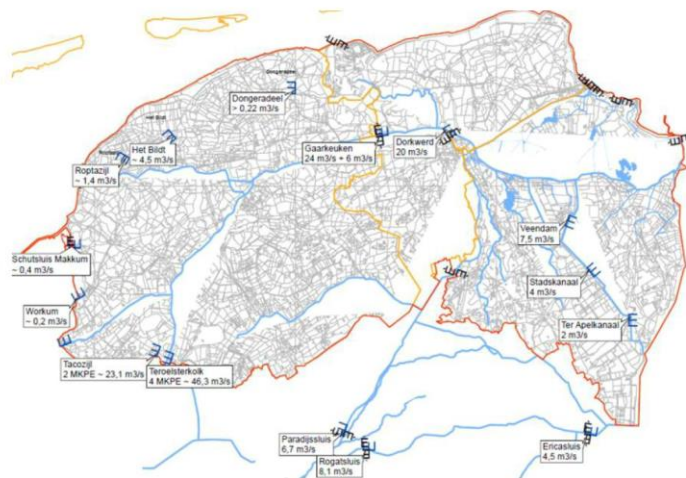 Dongeradeel
Dongeradeel
> 0,22 m3/s
Het Bildt
Het Bildt
~ 4,5 m3/s
Gaarkeuken
24 m3/s + 6 m3/s
Dorkwerd
20 m3/s
Roptazijl
~ 1,4 m3/s
Veendam
7,5 m3/s
Schutsluis Makkum
~ 0,4 m3/s
Stadskanaal
4 m3/s
Workum
~ 0,2 m3/s
Ter Apelkanaal
2 m3/s
Tacozijl
2 MKPE ~ 23,1 m3/s
Teroelsterkolk
4 MKPE ~ 46,3 m3/s
Paradijssluis
6,7 m3/s
Rogatsluis
8,1 m3/s
Ericasluis
4,5 m3/s